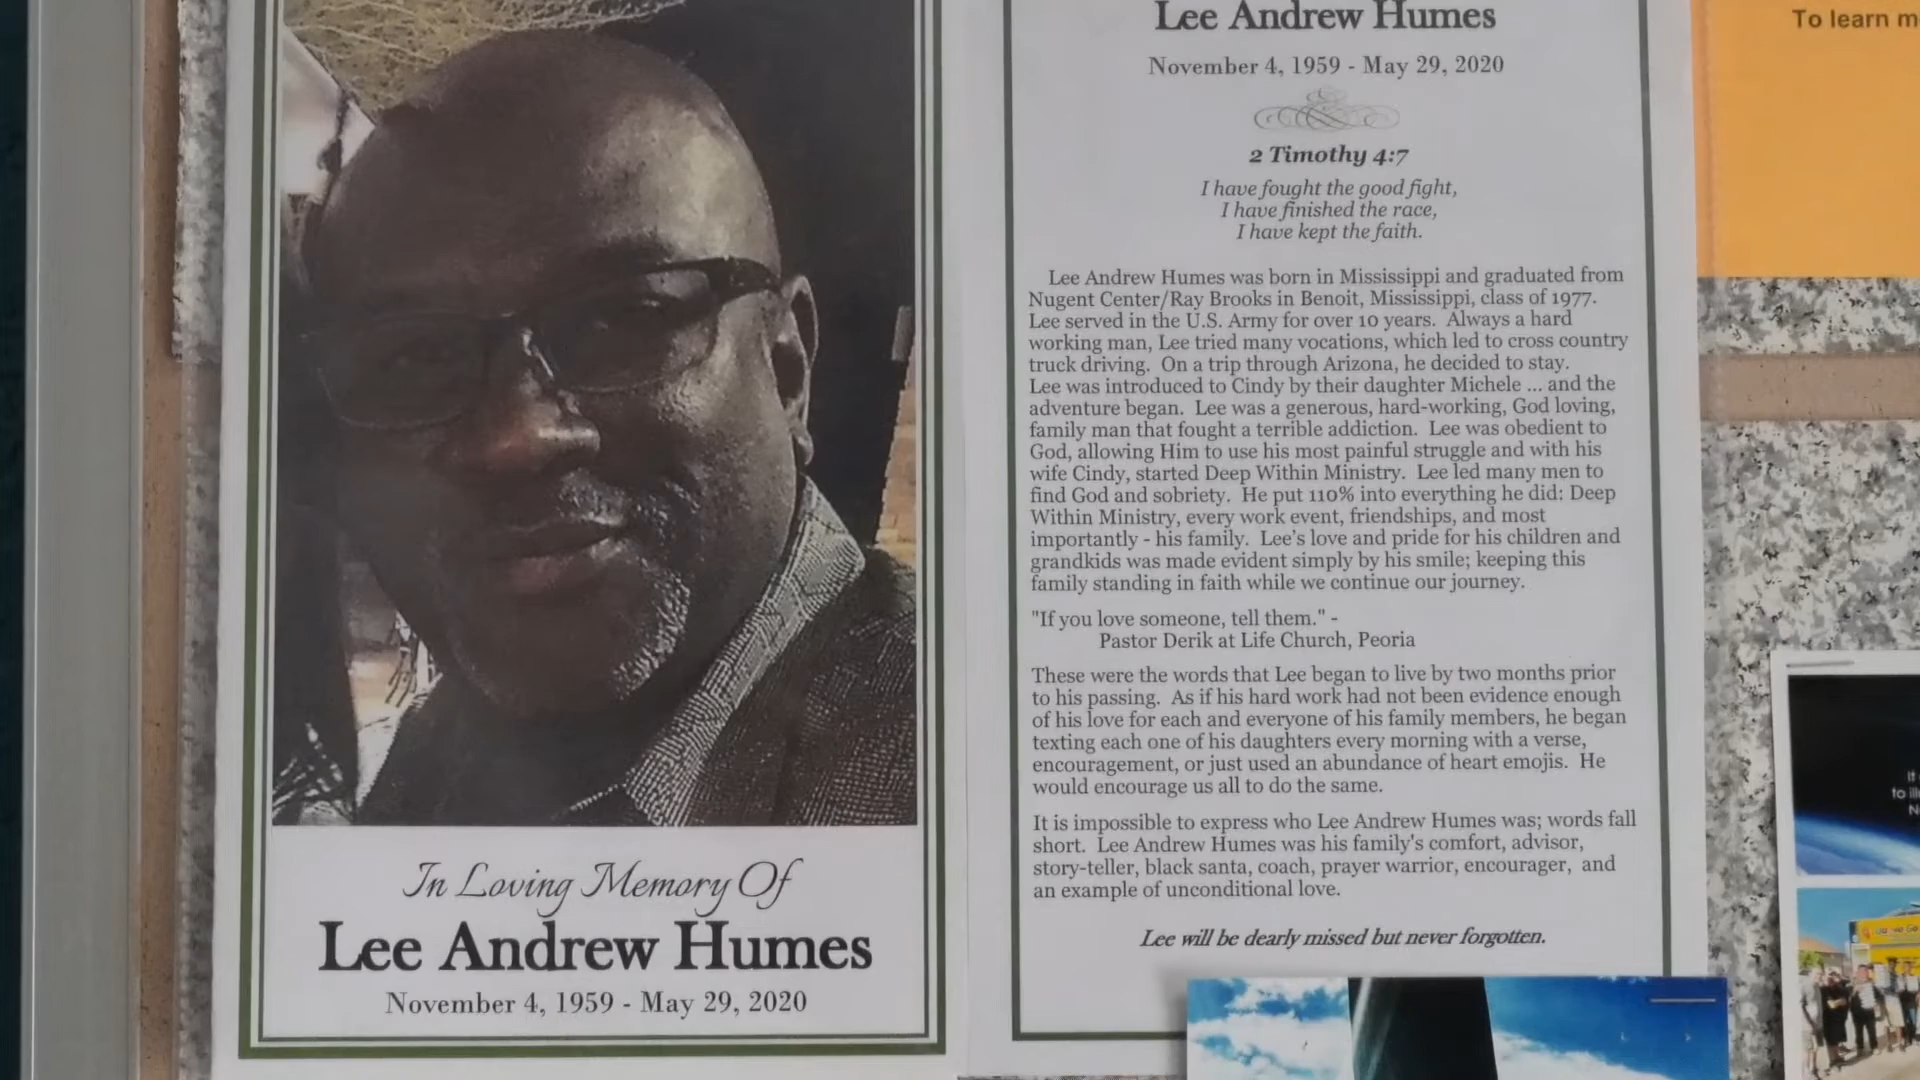 In Loving Memory Of
Lee Andrew Humes
November 4, 1959 - May 29, 2020
Lee Andrew Humes
November 4, 1959 - May 29, 2020
2 Timothy 4:7
I have fought the good fight,
I have finished the race,
I have kept the faith.
Lee Andrew Humes was born in Mississippi and graduated from
Nugent Center/Ray Brooks in Benoit, Mississippi, class of 1977.
Lee served in the U.S. Army for over 10 years. Always a hard
working man, Lee tried many vocations, which led to cross country
truck driving. On a trip through Arizona, he decided to stay.
Lee was introduced to Cindy by their daughter Michele ... and the
adventure began. Lee was a generous, hard-working, God loving,
family man that fought a terrible addiction. Lee was obedient to
God, allowing Him to use his most painful struggle and with his
wife Cindy, started Deep Within Ministry. Lee led many men to
find God and sobriety. He put 110% into everything he did: Deep
Within Ministry, every work event, friendships, and most
importantly - his family. Lee's love and pride for his children and
grandkids was made evident simply by his smile; keeping this
family standing in faith while we continue our journey.
"If you love someone, tell them." -
Pastor Derik at Life Church, Peoria
These were the words that Lee began to live by two months prior
to his passing. As if his hard work had not been evidence enough
of his love for each and everyone of his family members, he began
texting each one of his daughters every morning with a verse,
encouragement, or just used an abundance of heart emojis. He
would encourage us all to do the same.
It is impossible to express who Lee Andrew Humes was; words fall
short. Lee Andrew Humes was his family's comfort, advisor,
story-teller, black santa, coach, prayer warrior, encourager, and
an example of unconditional love.
Lee will be dearly missed but never forgotten.
To learn m